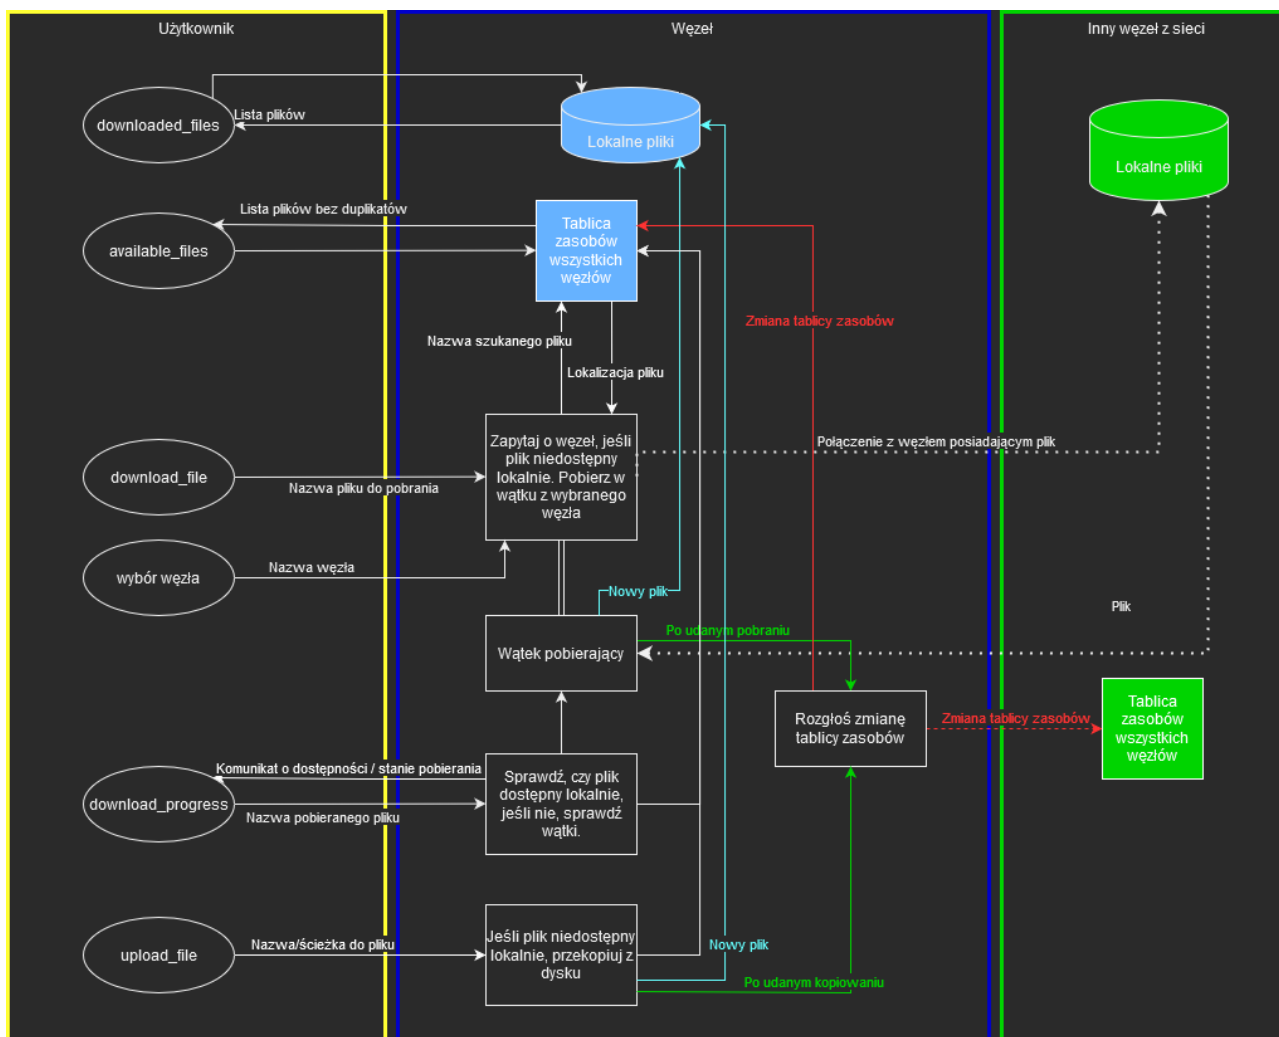 Użytkownik
Węzeł
Inny węzeł z sieci
downloaded_files
Lista plików
Lokalne pliki
Lokalne pliki
available_files
Lista plików bez duplikatów
Tablica
zasobów
wszystkich
węzłów
Zmiana tablicy zasobów
Nazwa szukanego pliku
Lokalizacja pliku
download_file
Nazwa pliku do pobrania
Zapytaj o węzeł, jeśli
plik niedostępny
lokalnie. Pobierz w
wątku z wybranego
węzła
Połączenie z węzłem posiadającym plik
wybór węzła
Nazwa węzła
Nowy plik
Plik
Wątek pobierający
Po udanym pobraniu
Rozgłoś zmianę
tablicy zasobów
Zmiana tablicy zasobów
Tablica
zasobów
wszystkich
węzłów
Komunikat o dostępności / stanie pobierania
download_progress
Nazwa pobieranego pliku
Sprawdź, czy plik
dostępny lokalnie,
jeśli nie, sprawdź
wątki.
upload_file
Nazwa/ścieżka do pliku
Jeśli plik niedostępny
lokalnie, przekopiuj z
dysku
Nowy plik
Po udanym kopiowaniu